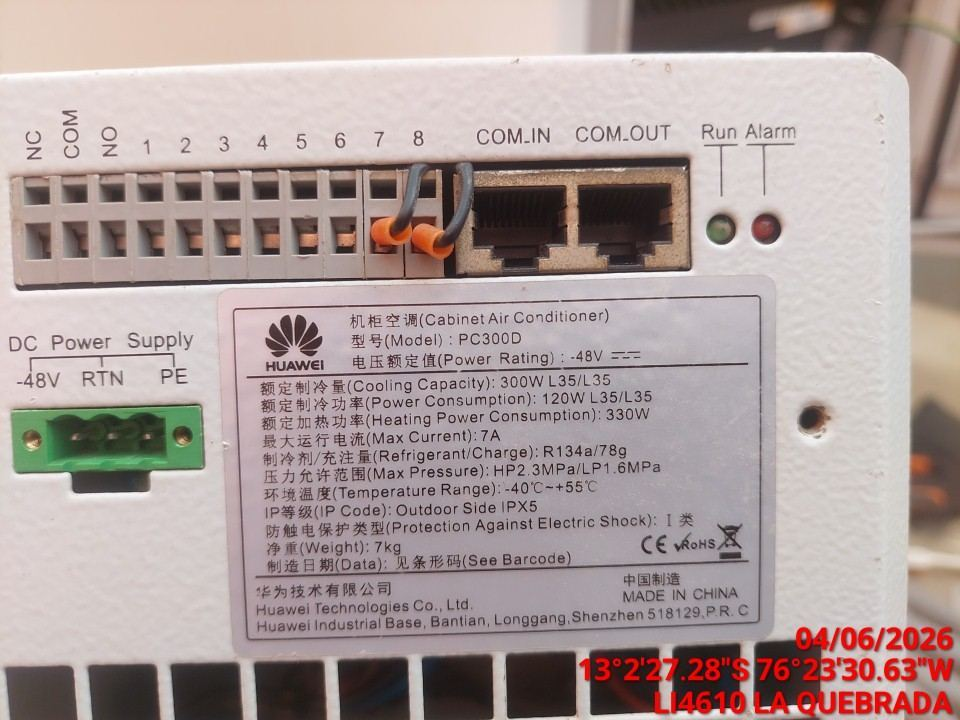 NC COM NO 1 2 3 4 5 6 7 8 COM_IN COM_OUT Run Alarm
DC Power Supply
-48V RTN PE
HUAWEI
机柜空调(Cabinet Air Conditioner)
型号(Model) : PC300D
电压额定值(Power Rating) : -48V
额定制冷量(Cooling Capacity): 300W L35/L35
额定制冷功率(Power Consumption): 120W L35/L35
额定加热功率(Heating Power Consumption): 330W
最大运行电流(Max Current): 7A
制冷剂/充注量(Refrigerant/Charge): R134a/78g
压力允许范围(Max Pressure): HP2.3MPa/LP1.6MPa
环境温度(Temperature Range): -40℃~+55℃
IP等级(IP Code): Outdoor Side IPX5
防触电保护类型(Protection Against Electric Shock): I 类
净重(Weight): 7kg
制造日期(Data): 见条形码(See Barcode)
CE RoHS
华为技术有限公司
Huawei Technologies Co., Ltd.
Huawei Industrial Base, Bantian, Longgang,Shenzhen 518129,P.R. C
中国制造
MADE IN CHINA
04/06/2026
13°2'27.28"S 76°23'30.63"W
LI4610 LA QUEBRADA